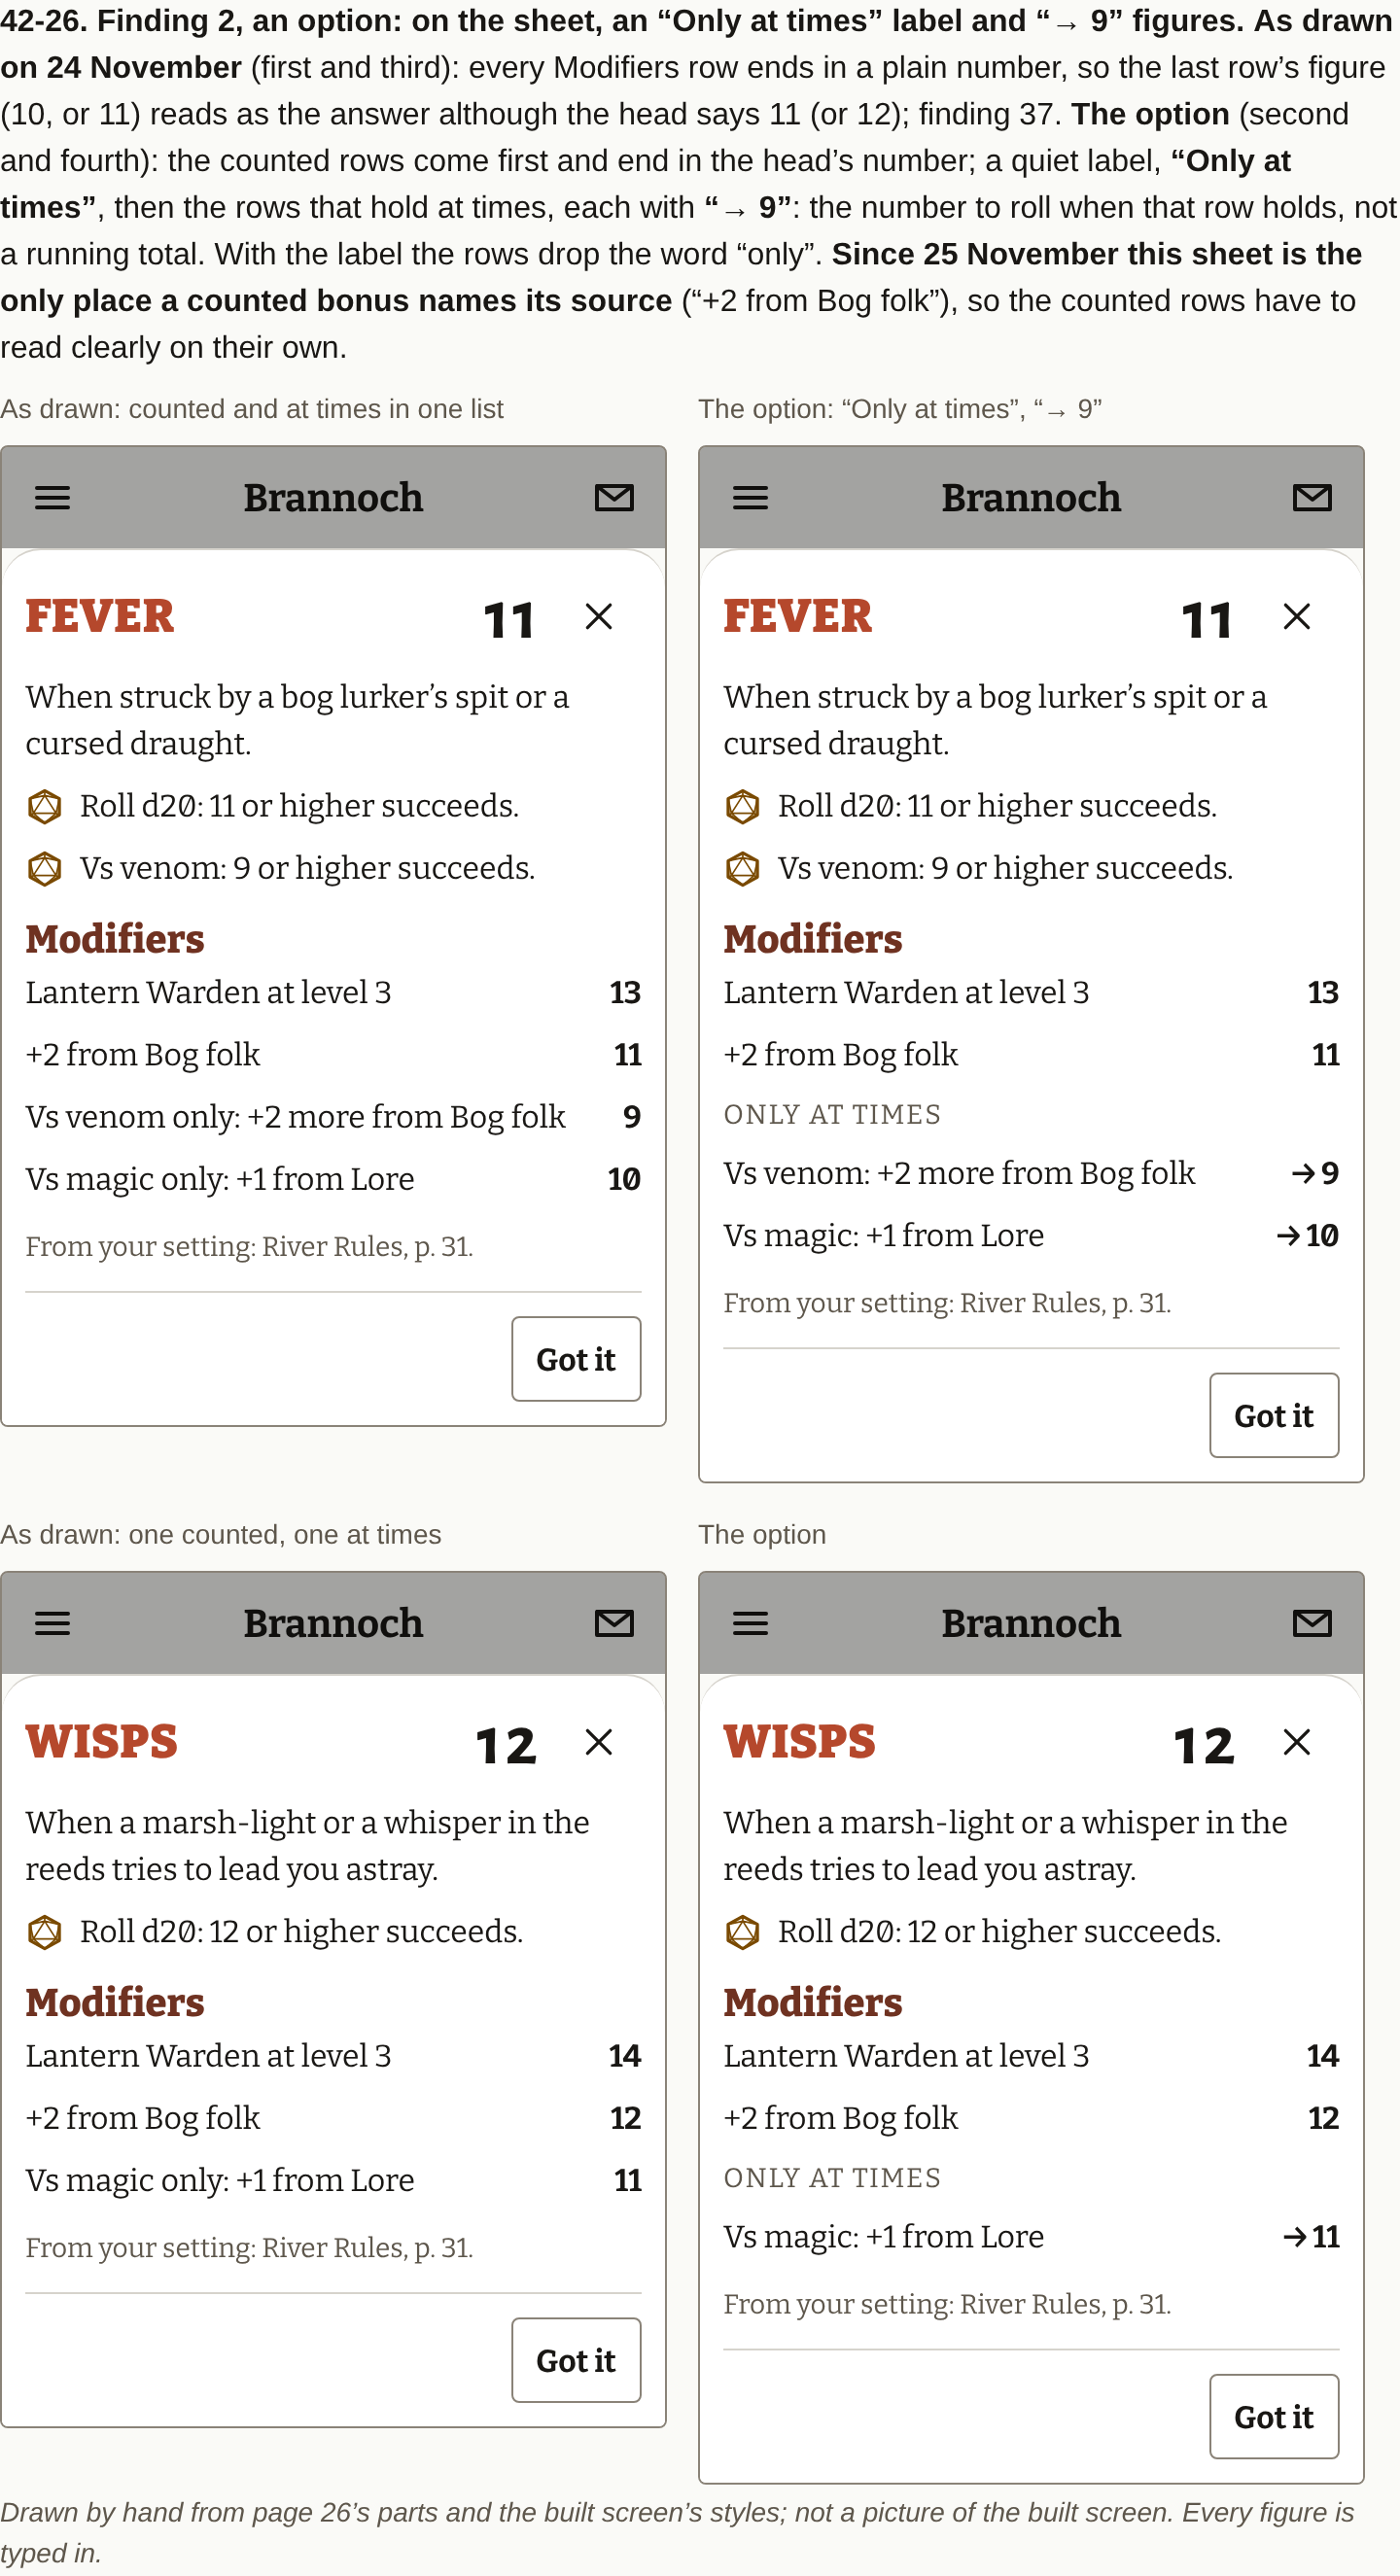 42-26. Finding 2, an option: on the sheet, an “Only at times” label and “→ 9” figures. As drawn
on 24 November (first and third): every Modifiers row ends in a plain number, so the last row’s figure
(10, or 11) reads as the answer although the head says 11 (or 12); finding 37. The option (second
and fourth): the counted rows come first and end in the head’s number; a quiet label, “Only at
times”, then the rows that hold at times, each with “→ 9”: the number to roll when that row holds, not
a running total. With the label the rows drop the word “only”. Since 25 November this sheet is the
only place a counted bonus names its source (“+2 from Bog folk”), so the counted rows have to
read clearly on their own.
As drawn: counted and at times in one list
Brannoch
FEVER 11
When struck by a bog lurker’s spit or a
cursed draught.
Roll d20: 11 or higher succeeds.
Vs venom: 9 or higher succeeds.
Modifiers
Lantern Warden at level 3 13
+2 from Bog folk 11
Vs venom only: +2 more from Bog folk 9
Vs magic only: +1 from Lore 10
From your setting: River Rules, p. 31.
Got it
The option: “Only at times”, “→ 9”
Brannoch
FEVER 11
When struck by a bog lurker’s spit or a
cursed draught.
Roll d20: 11 or higher succeeds.
Vs venom: 9 or higher succeeds.
Modifiers
Lantern Warden at level 3 13
+2 from Bog folk 11
ONLY AT TIMES
Vs venom: +2 more from Bog folk → 9
Vs magic: +1 from Lore → 10
From your setting: River Rules, p. 31.
Got it
As drawn: one counted, one at times
Brannoch
WISPS 12
When a marsh-light or a whisper in the
reeds tries to lead you astray.
Roll d20: 12 or higher succeeds.
Modifiers
Lantern Warden at level 3 14
+2 from Bog folk 12
Vs magic only: +1 from Lore 11
From your setting: River Rules, p. 31.
Got it
The option
Brannoch
WISPS 12
When a marsh-light or a whisper in the
reeds tries to lead you astray.
Roll d20: 12 or higher succeeds.
Modifiers
Lantern Warden at level 3 14
+2 from Bog folk 12
ONLY AT TIMES
Vs magic: +1 from Lore → 11
From your setting: River Rules, p. 31.
Got it
Drawn by hand from page 26’s parts and the built screen’s styles; not a picture of the built screen. Every figure is
typed in.